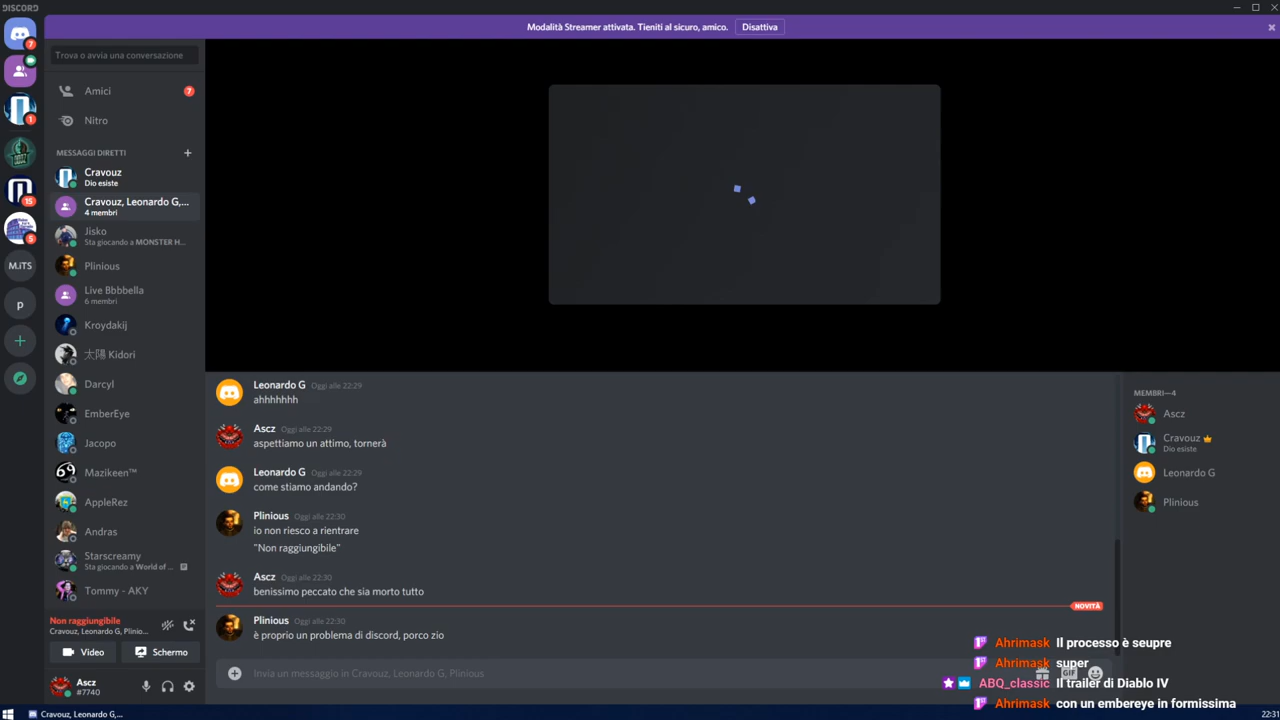 DISCORD
Modalità Streamer attivata. Tieniti al sicuro, amico.
Disattiva
7
1
15
5
M.iTS
p
Trova o avvia una conversazione
Amici
7
Nitro
MESSAGGI DIRETTI
Cravouz
Dio esiste
Cravouz, Leonardo G,...
4 membri
Jisko
Sta giocando a MONSTER H...
Plinious
Live Bbbbella
6 membri
Kroydakij
太陽 Kidori
Darcyl
EmberEye
Jacopo
Mazikeen™
AppleRez
Andras
Starscreamy
Sta giocando a World of ...
Tommy - AKY
Non raggiungibile
Cravouz, Leonardo G, Plinio...
Video
Schermo
Ascz
#7740
Leonardo G Oggi alle 22:29
ahhhhhhh
Ascz Oggi alle 22:29
aspettiamo un attimo, tornerà
Leonardo G Oggi alle 22:29
come stiamo andando?
Plinious Oggi alle 22:30
io non riesco a rientrare
"Non raggiungibile"
Ascz Oggi alle 22:30
benissimo peccato che sia morto tutto
NOVITÀ
Plinious Oggi alle 22:30
è proprio un problema di discord, porco zio
Invia un messaggio in Cravouz, Leonardo G, Plinious
GIF
MEMBRI—4
Ascz
Cravouz
Dio esiste
Leonardo G
Plinious
Ahrimask Il processo è seupre
Ahrimask super
ABQ_classic Il trailer di Diablo IV
Ahrimask con un embereye in formissima
Cravouz, Leonardo G,...
22:31